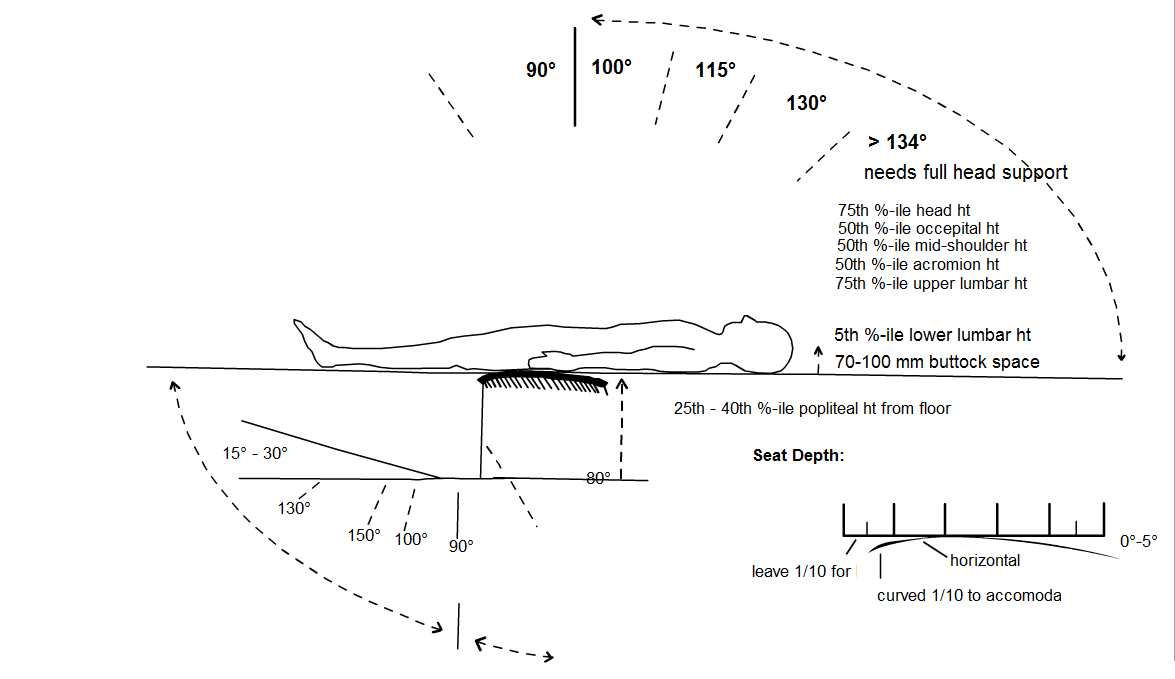 90°
100°
115°
130°
> 134°
needs full head support
75th %-ile head ht
50th %-ile occepital ht
50th %-ile mid-shoulder ht
50th %-ile acromion ht
75th %-ile upper lumbar ht
5th %-ile lower lumbar ht
70-100 mm buttock space
25th - 40th %-ile popliteal ht from floor
15° - 30°
80°
130°
150°
100°
90°
Seat Depth:
0°-5°
horizontal
leave 1/10 for
curved 1/10 to accomoda